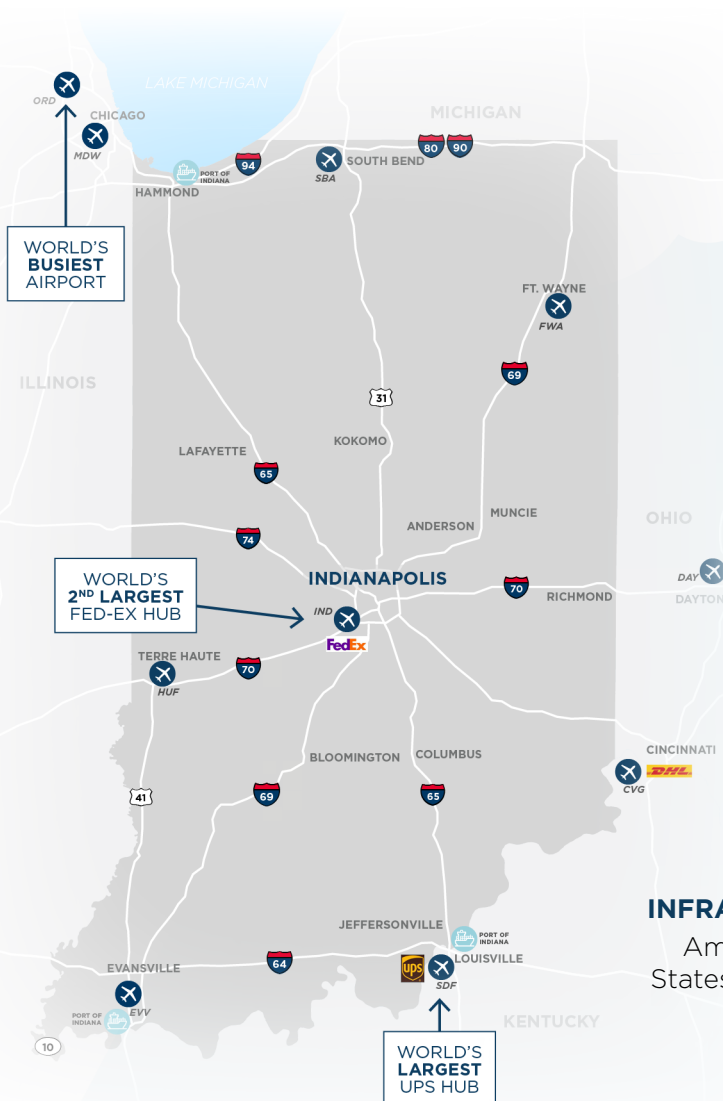 LAKE MICHIGAN
ORD
CHICAGO
MICHIGAN
MDW
94
80
90
SOUTH BEND
SBA
PORT OF
INDIANA
HAMMOND
WORLD'S
BUSIEST
AIRPORT
FT. WAYNE
FWA
69
ILLINOIS
31
KOKOMO
LAFAYETTE
65
MUNCIE
OHIO
ANDERSON
74
WORLD'S
2ND LARGEST
FED-EX HUB
INDIANAPOLIS
DAY
DAYTON
70
RICHMOND
IND
FedEx
TERRE HAUTE
70
HUF
BLOOMINGTON
COLUMBUS
CINCINNATI
DHL
CVG
41
69
65
INFRA
Am
States
JEFFERSONVILLE
PORT OF
INDIANA
LOUISVILLE
ups
SDF
64
EVANSVILLE
EVV
PORT OF
INDIANA
KENTUCKY
10
WORLD'S
LARGEST
UPS HUB